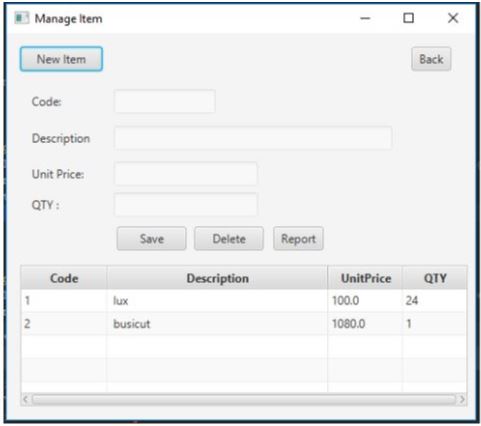 Manage Item
New Item Back
Code:
Description
Unit Price:
QTY :
Save Delete Report
Code Description UnitPrice QTY
1 lux 100.0 24
2 busicut 1080.0 1